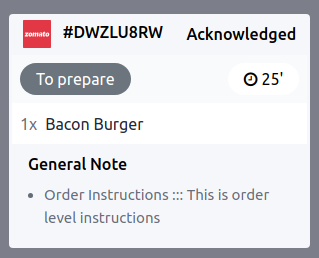 zomato #DWZLU8RW Acknowledged
To prepare 25'
1x Bacon Burger
General Note
• Order Instructions ::: This is order
level instructions